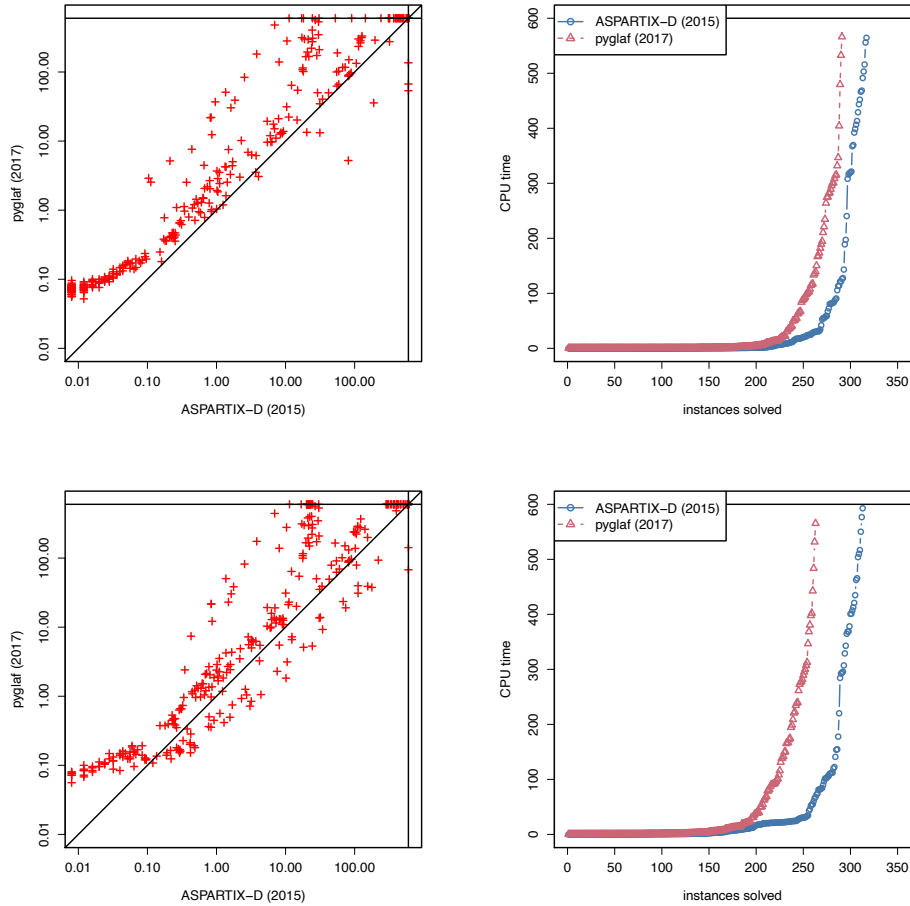 pyglaf (2017)
100.00
10.00
1.00
0.10
0.01
0.01 0.10 1.00 10.00 100.00
ASPARTIX−D (2015)
CPU time
600
500
400
300
200
100
0
ASPARTIX−D (2015)
pyglaf (2017)
0 50 100 150 200 250 300 350
instances solved
pyglaf (2017)
100.00
10.00
1.00
0.10
0.01
0.01 0.10 1.00 10.00 100.00
ASPARTIX−D (2015)
CPU time
600
500
400
300
200
100
0
ASPARTIX−D (2015)
pyglaf (2017)
0 50 100 150 200 250 300 350
instances solved